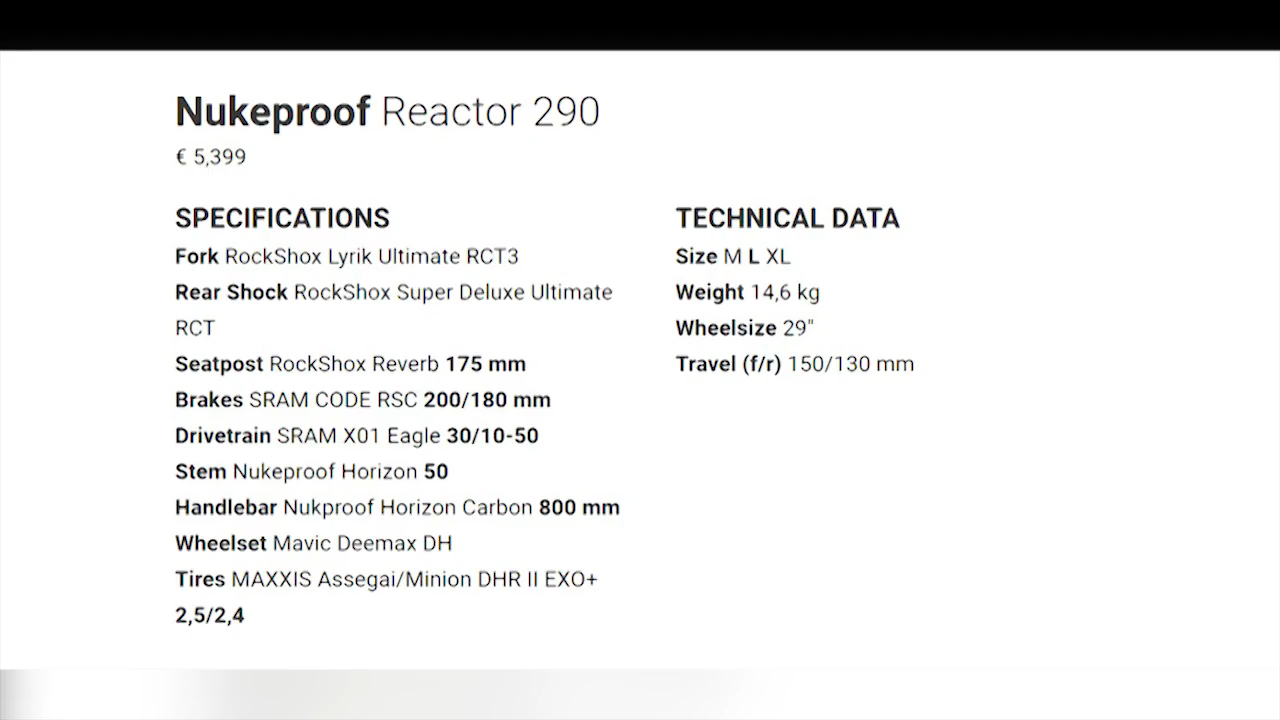 Nukeproof Reactor 290
€ 5,399
SPECIFICATIONS
Fork RockShox Lyrik Ultimate RCT3
Rear Shock RockShox Super Deluxe Ultimate
RCT
Seatpost RockShox Reverb 175 mm
Brakes SRAM CODE RSC 200/180 mm
Drivetrain SRAM X01 Eagle 30/10-50
Stem Nukeproof Horizon 50
Handlebar Nukproof Horizon Carbon 800 mm
Wheelset Mavic Deemax DH
Tires MAXXIS Assegai/Minion DHR II EXO+
2,5/2,4
TECHNICAL DATA
Size M L XL
Weight 14,6 kg
Wheelsize 29"
Travel (f/r) 150/130 mm